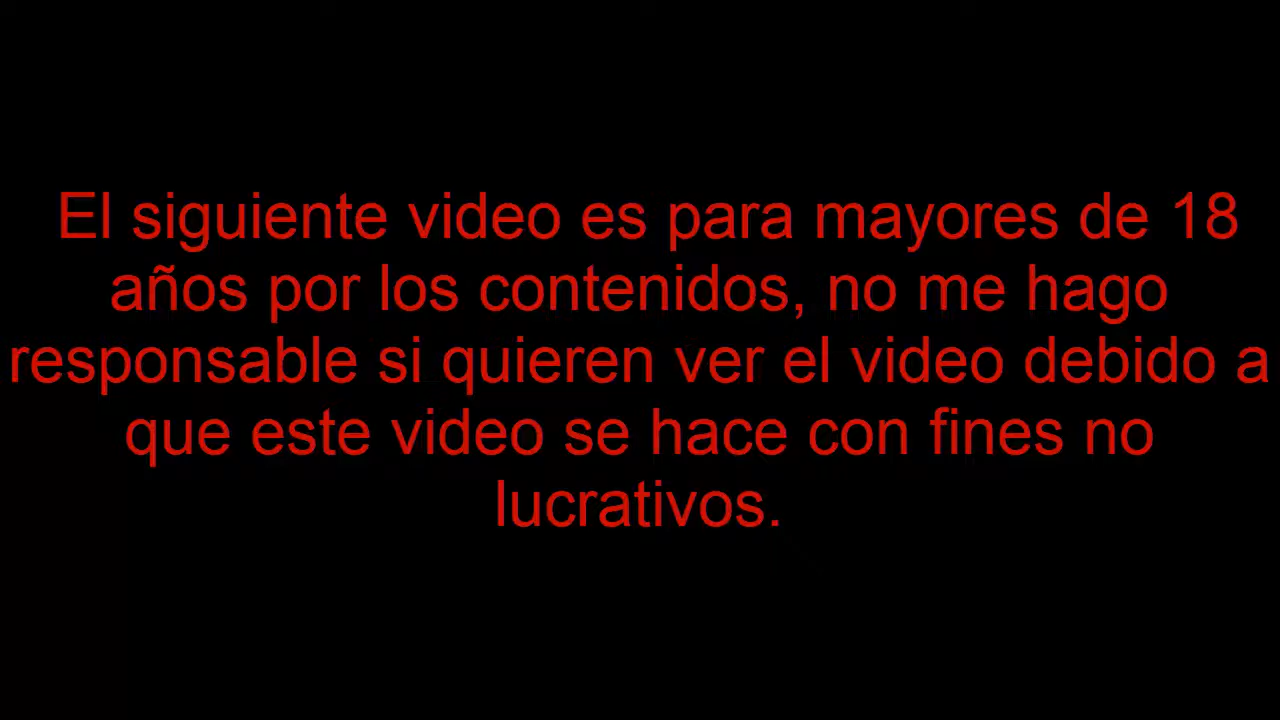 El siguiente video es para mayores de 18
años por los contenidos, no me hago
responsable si quieren ver el video debido a
que este video se hace con fines no
lucrativos.